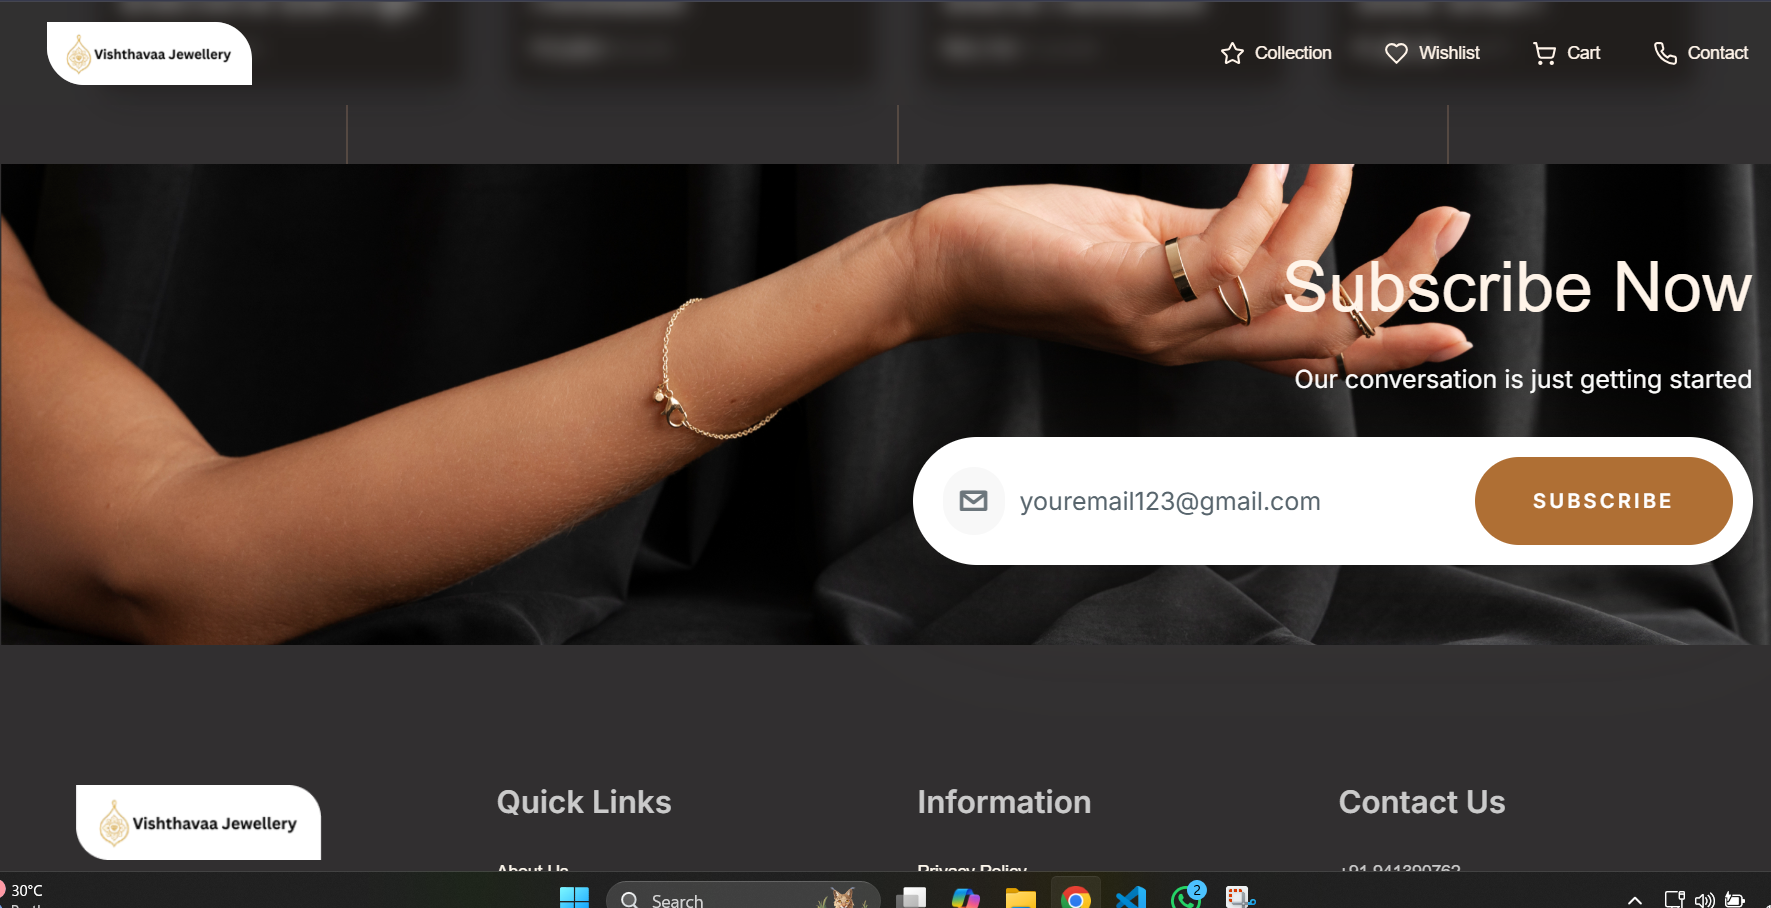 Vishthavaa Jewellery
Collection
Wishlist
Cart
Contact
Subscribe Now
Our conversation is just getting started
youremail123@gmail.com
SUBSCRIBE
Vishthavaa Jewellery
Quick Links
Information
Contact Us
About Us
Privacy Policy
+91 941390762
30°C
Search
2